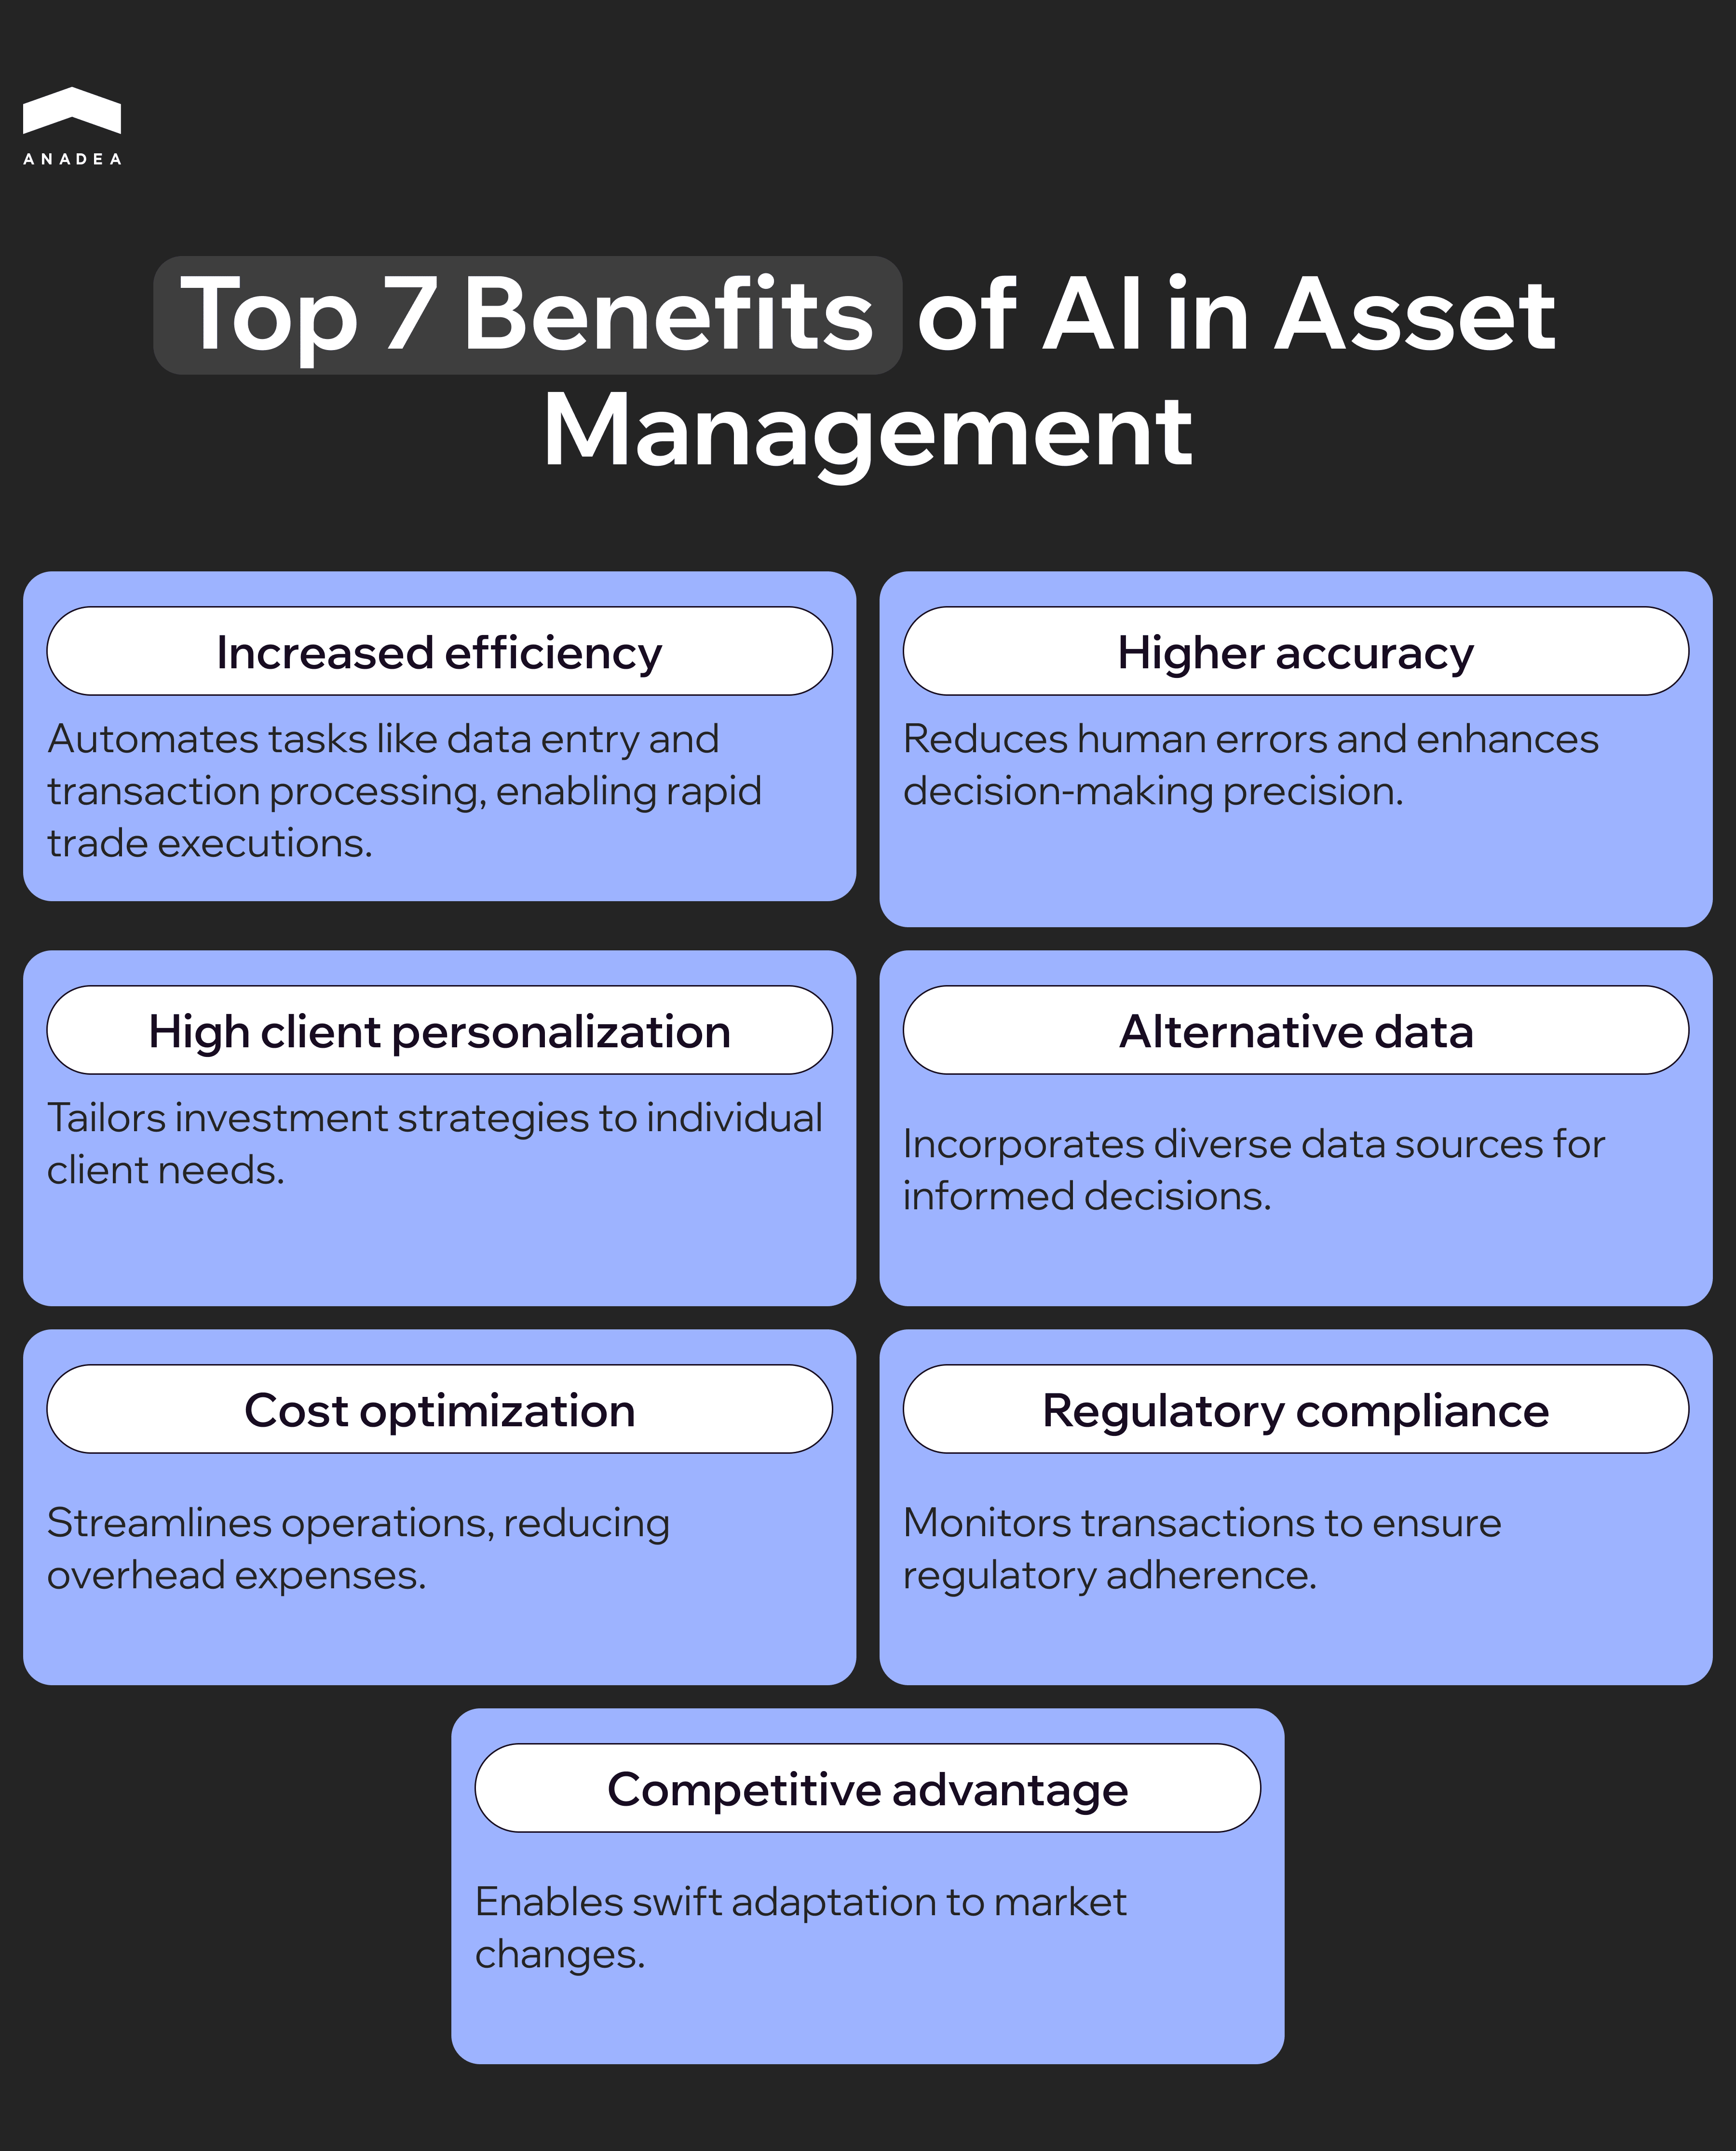 ANADEA
Top 7 Benefits of AI in Asset
Management
Increased efficiency
Automates tasks like data entry and
transaction processing, enabling rapid
trade executions.
Higher accuracy
Reduces human errors and enhances
decision-making precision.
High client personalization
Tailors investment strategies to individual
client needs.
Alternative data
Incorporates diverse data sources for
informed decisions.
Cost optimization
Streamlines operations, reducing
overhead expenses.
Regulatory compliance
Monitors transactions to ensure
regulatory adherence.
Competitive advantage
Enables swift adaptation to market
changes.